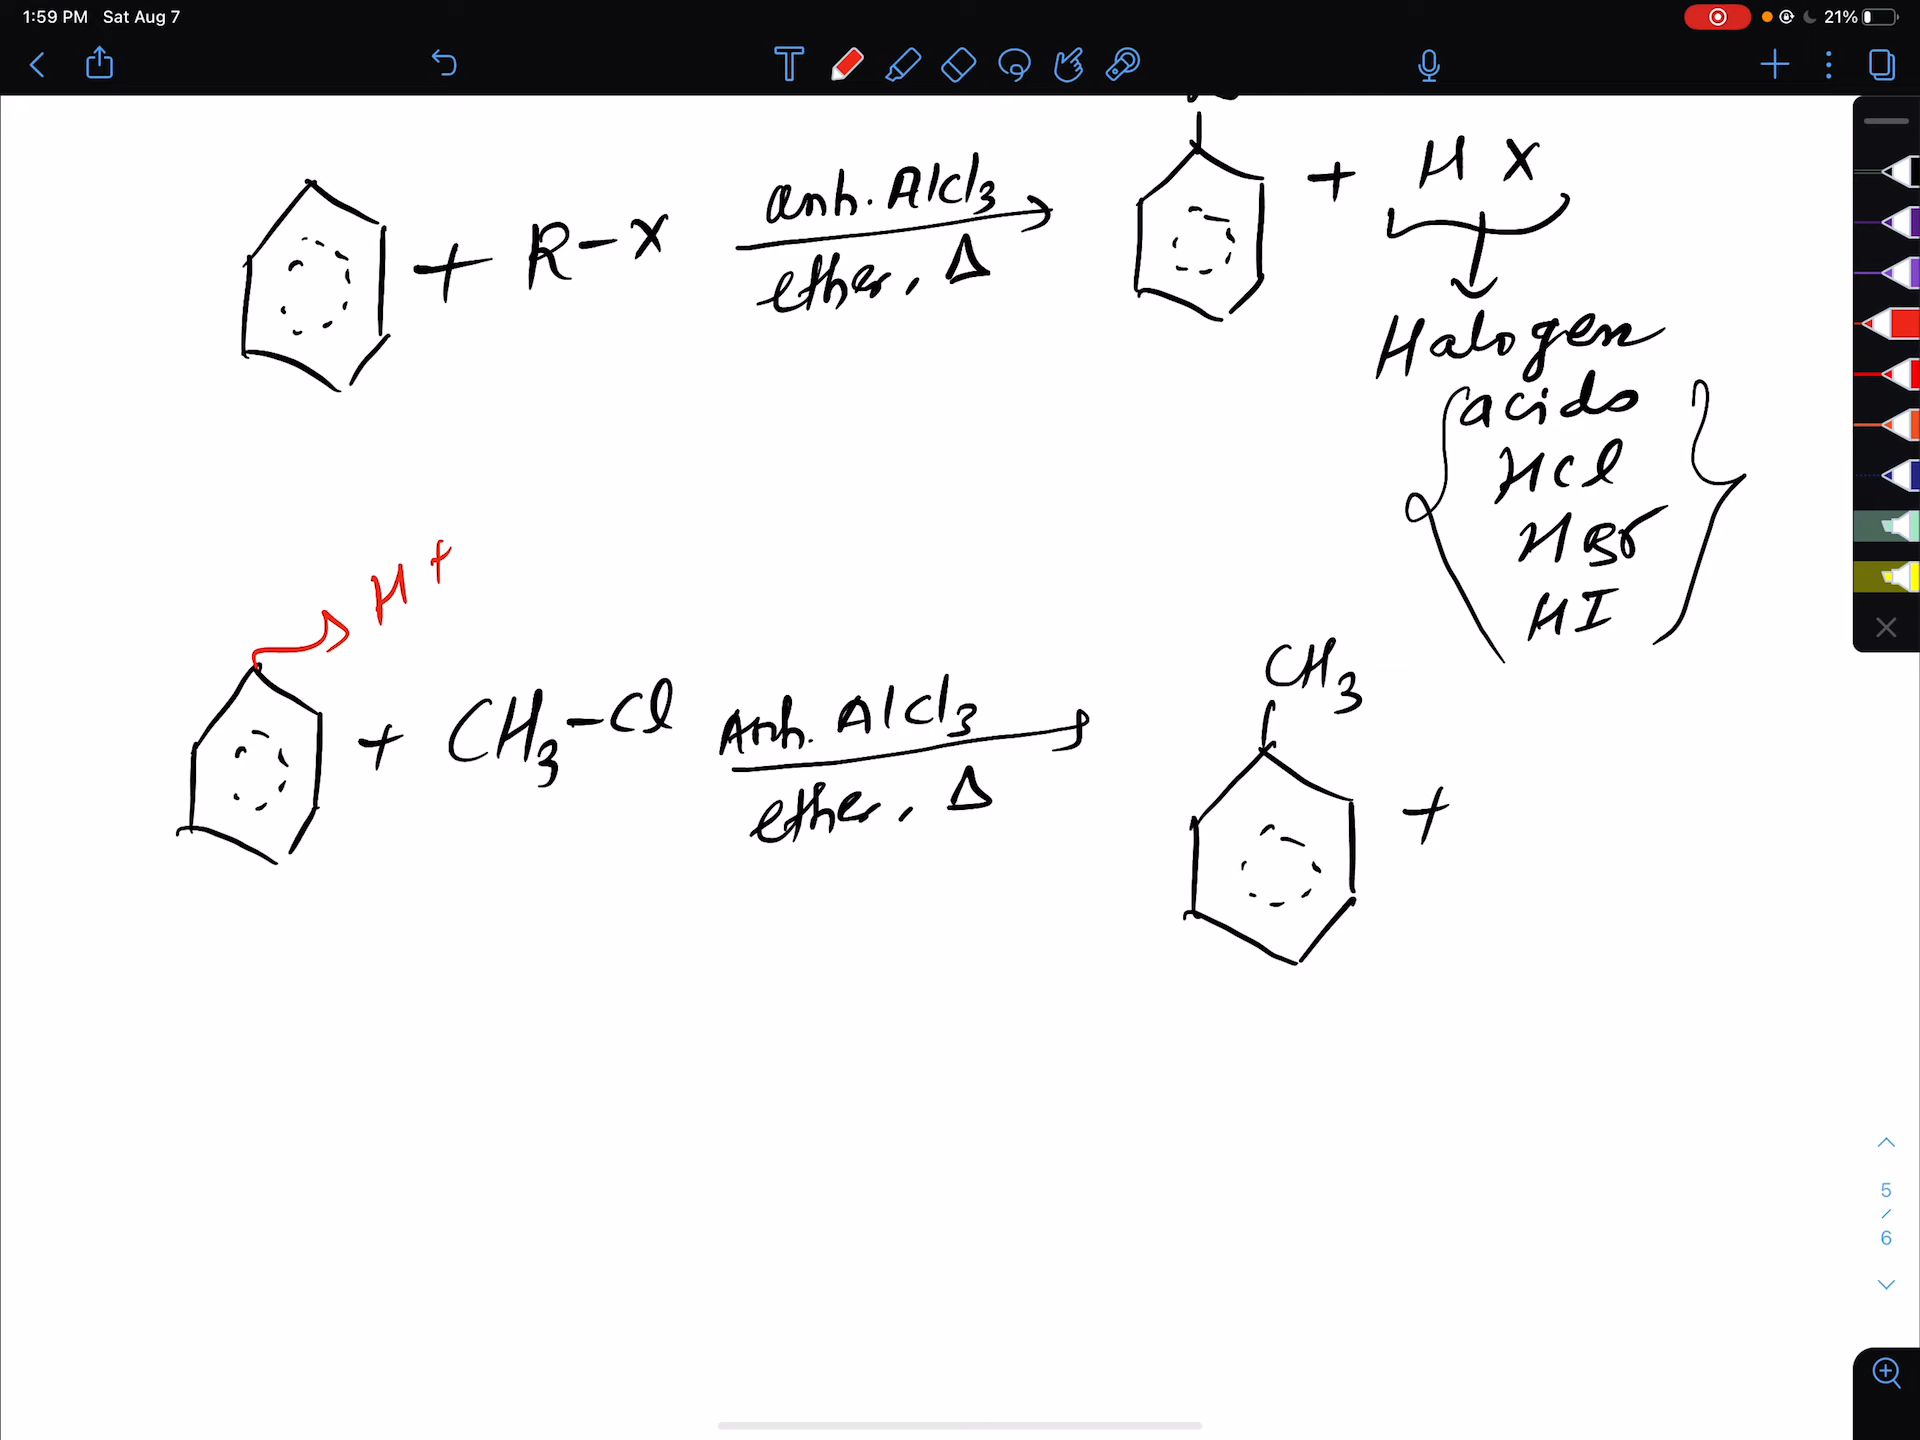 1:59 PM Sat Aug 7
21%
T
+ R-X
anh. AlCl3
ether, Δ
+ H X
Halogen
acids
HCl
HBr
HI
H+
+ CH3-Cl
Anh. AlCl3
ether, Δ
CH3
+
5
/
6